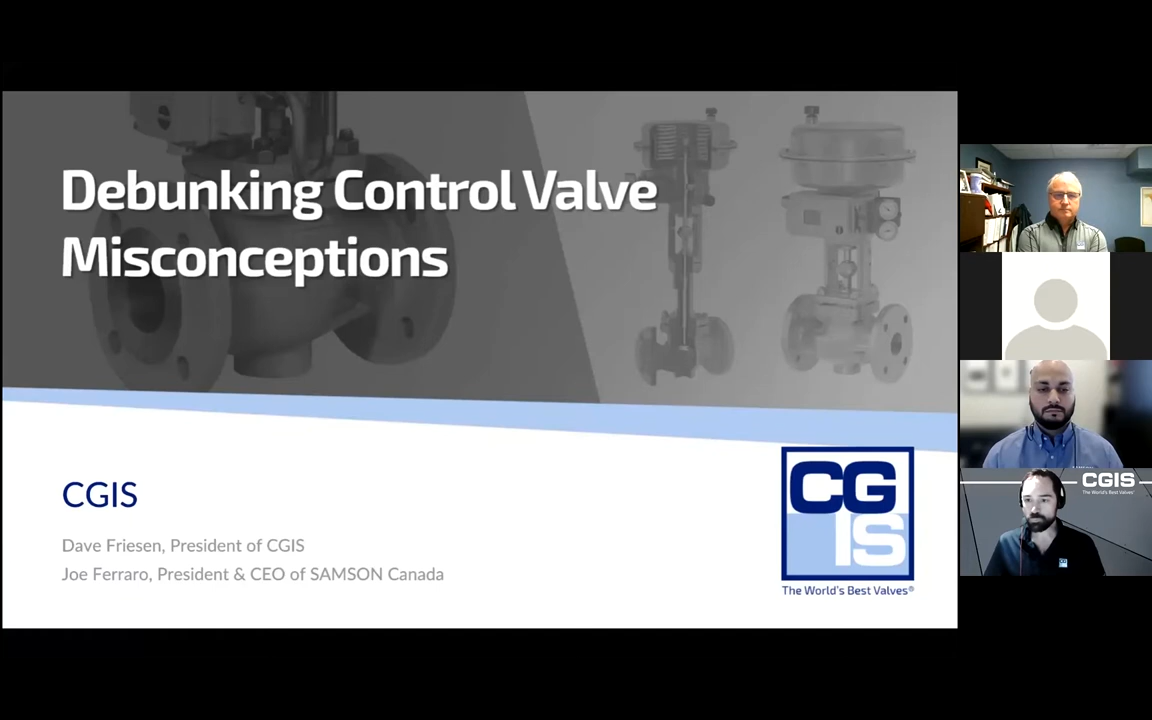 Debunking Control Valve
Misconceptions
CGIS
Dave Friesen, President of CGIS
Joe Ferraro, President & CEO of SAMSON Canada
CG
IS
The World's Best Valves®
CGIS
The World's Best Valves